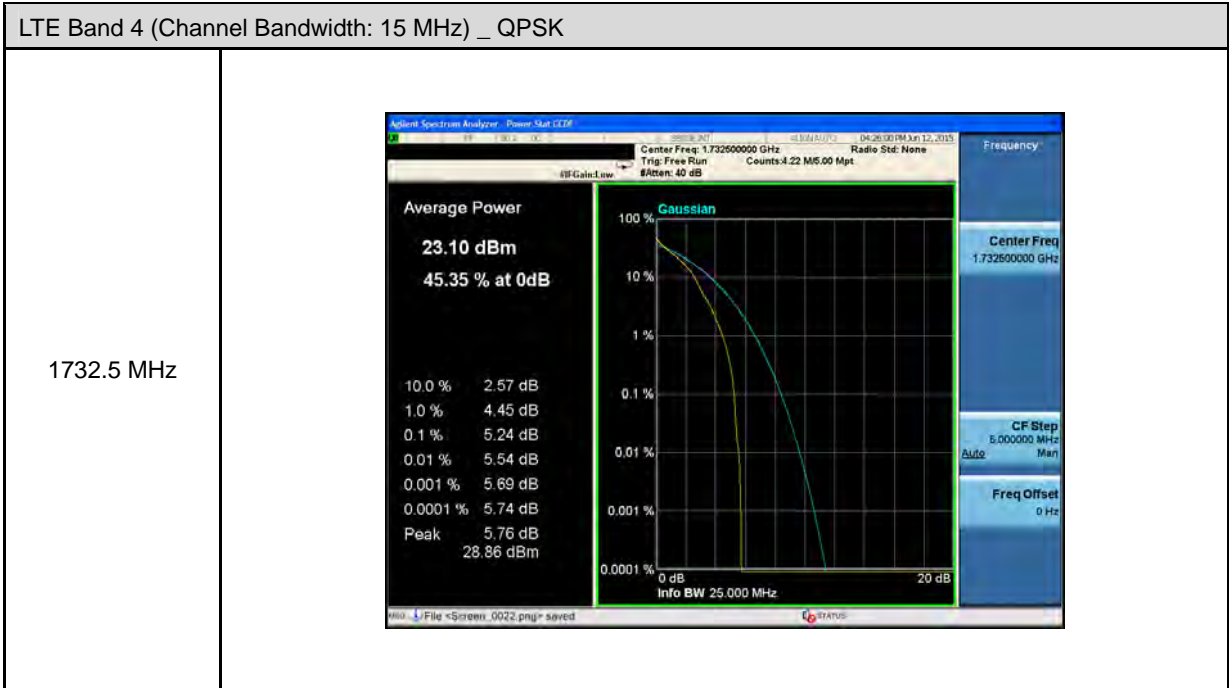 LTE Band 4 (Channel Bandwidth: 15 MHz) _ QPSK
1732.5 MHz
Agilent Spectrum Analyzer - Power Stat CCDF
04:26:00 PM Jun 12, 2015
Center Freq: 1.732500000 GHz
Radio Std: None
Trig: Free Run
Counts:4.22 M/5.00 Mpt
#IFGain:Low
#Atten: 40 dB
Average Power
23.10 dBm
45.35 % at 0dB
10.0 % 2.57 dB
1.0 % 4.45 dB
0.1 % 5.24 dB
0.01 % 5.54 dB
0.001 % 5.69 dB
0.0001 % 5.74 dB
Peak 5.76 dB
28.86 dBm
Gaussian
100 %
10 %
1 %
0.1 %
0.01 %
0.001 %
0.0001 %
0 dB
20 dB
Info BW 25.000 MHz
Frequency
Center Freq
1.732500000 GHz
CF Step
5.000000 MHz
Auto Man
Freq Offset
0 Hz
File <Screen_0022.png> saved
STATUS